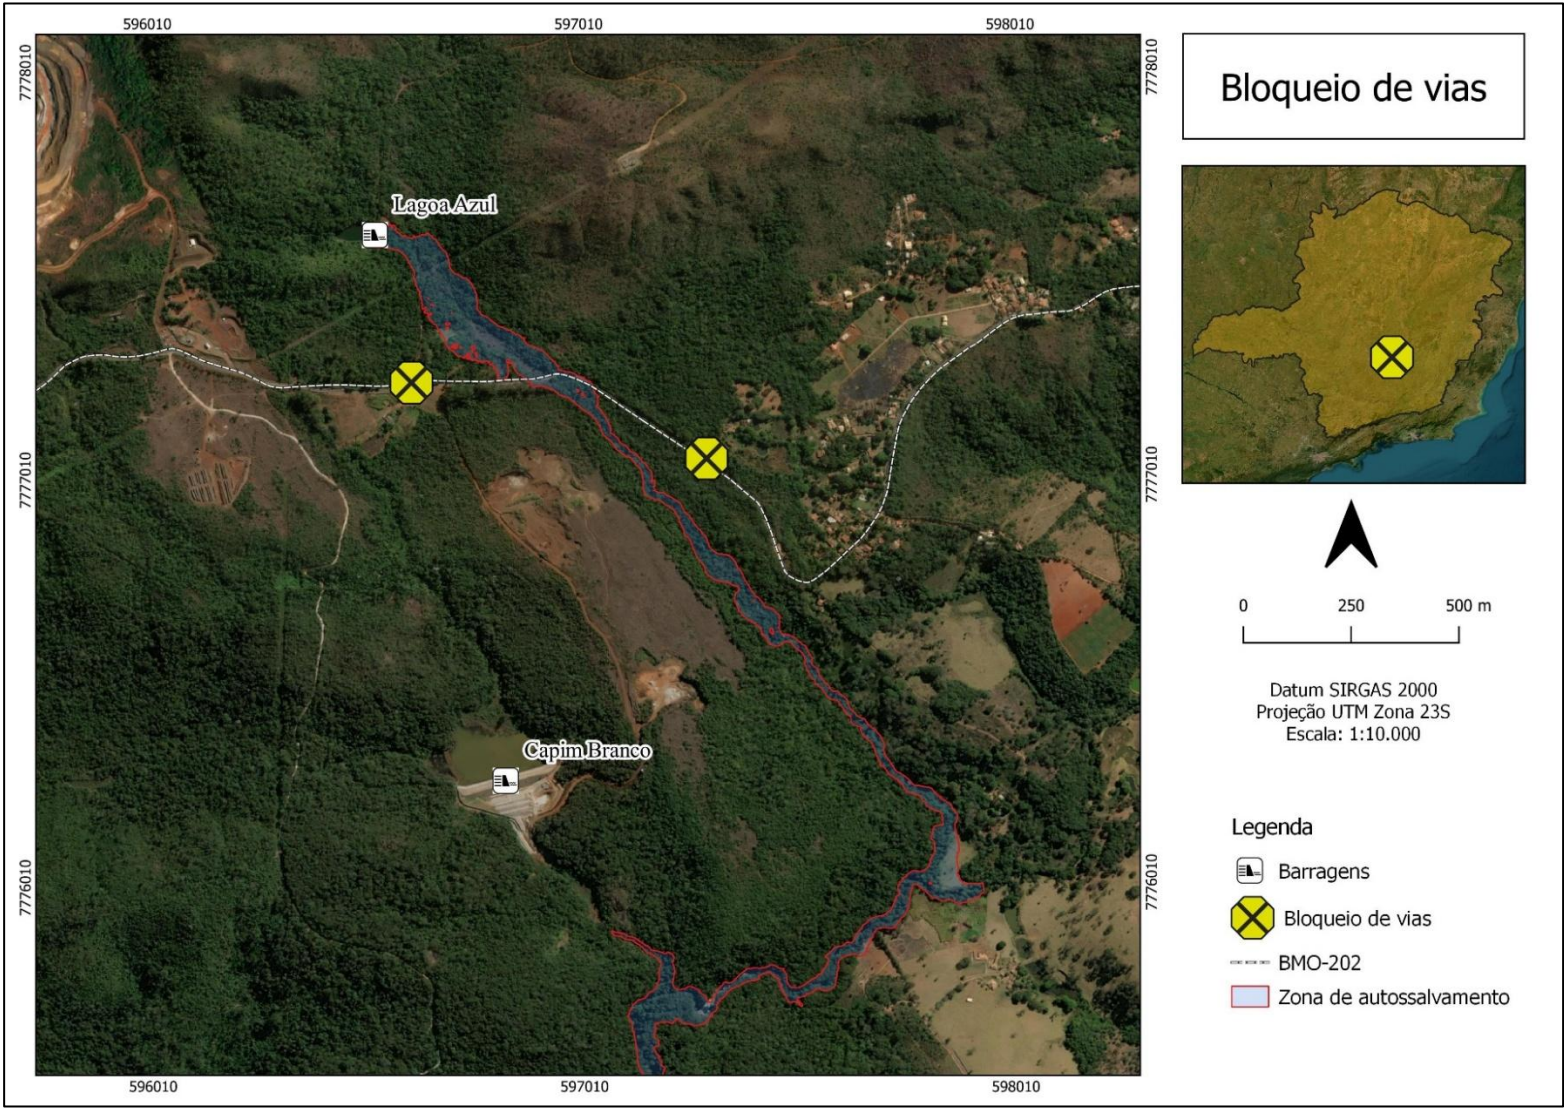 596010
597010
598010
7778010
7778010
Bloqueio de vias
Lagoa Azul
7777010
7777010
0 250 500 m
Datum SIRGAS 2000
Projeção UTM Zona 23S
Escala: 1:10.000
Capim Branco
Legenda
Barragens
7776010
7776010
Bloqueio de vias
BMO-202
Zona de autossalvamento
596010
597010
598010